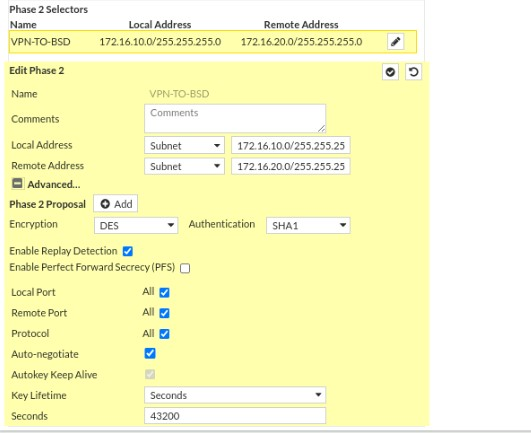 Phase 2 Selectors
Name Local Address Remote Address
VPN-TO-BSD 172.16.10.0/255.255.255.0 172.16.20.0/255.255.255.0
Edit Phase 2
Name VPN-TO-BSD
Comments Comments
Local Address Subnet 172.16.10.0/255.255.25
Remote Address Subnet 172.16.20.0/255.255.25
Advanced...
Phase 2 Proposal Add
Encryption DES Authentication SHA1
Enable Replay Detection
Enable Perfect Forward Secrecy (PFS)
Local Port All
Remote Port All
Protocol All
Auto-negotiate
Autokey Keep Alive
Key Lifetime Seconds
Seconds 43200